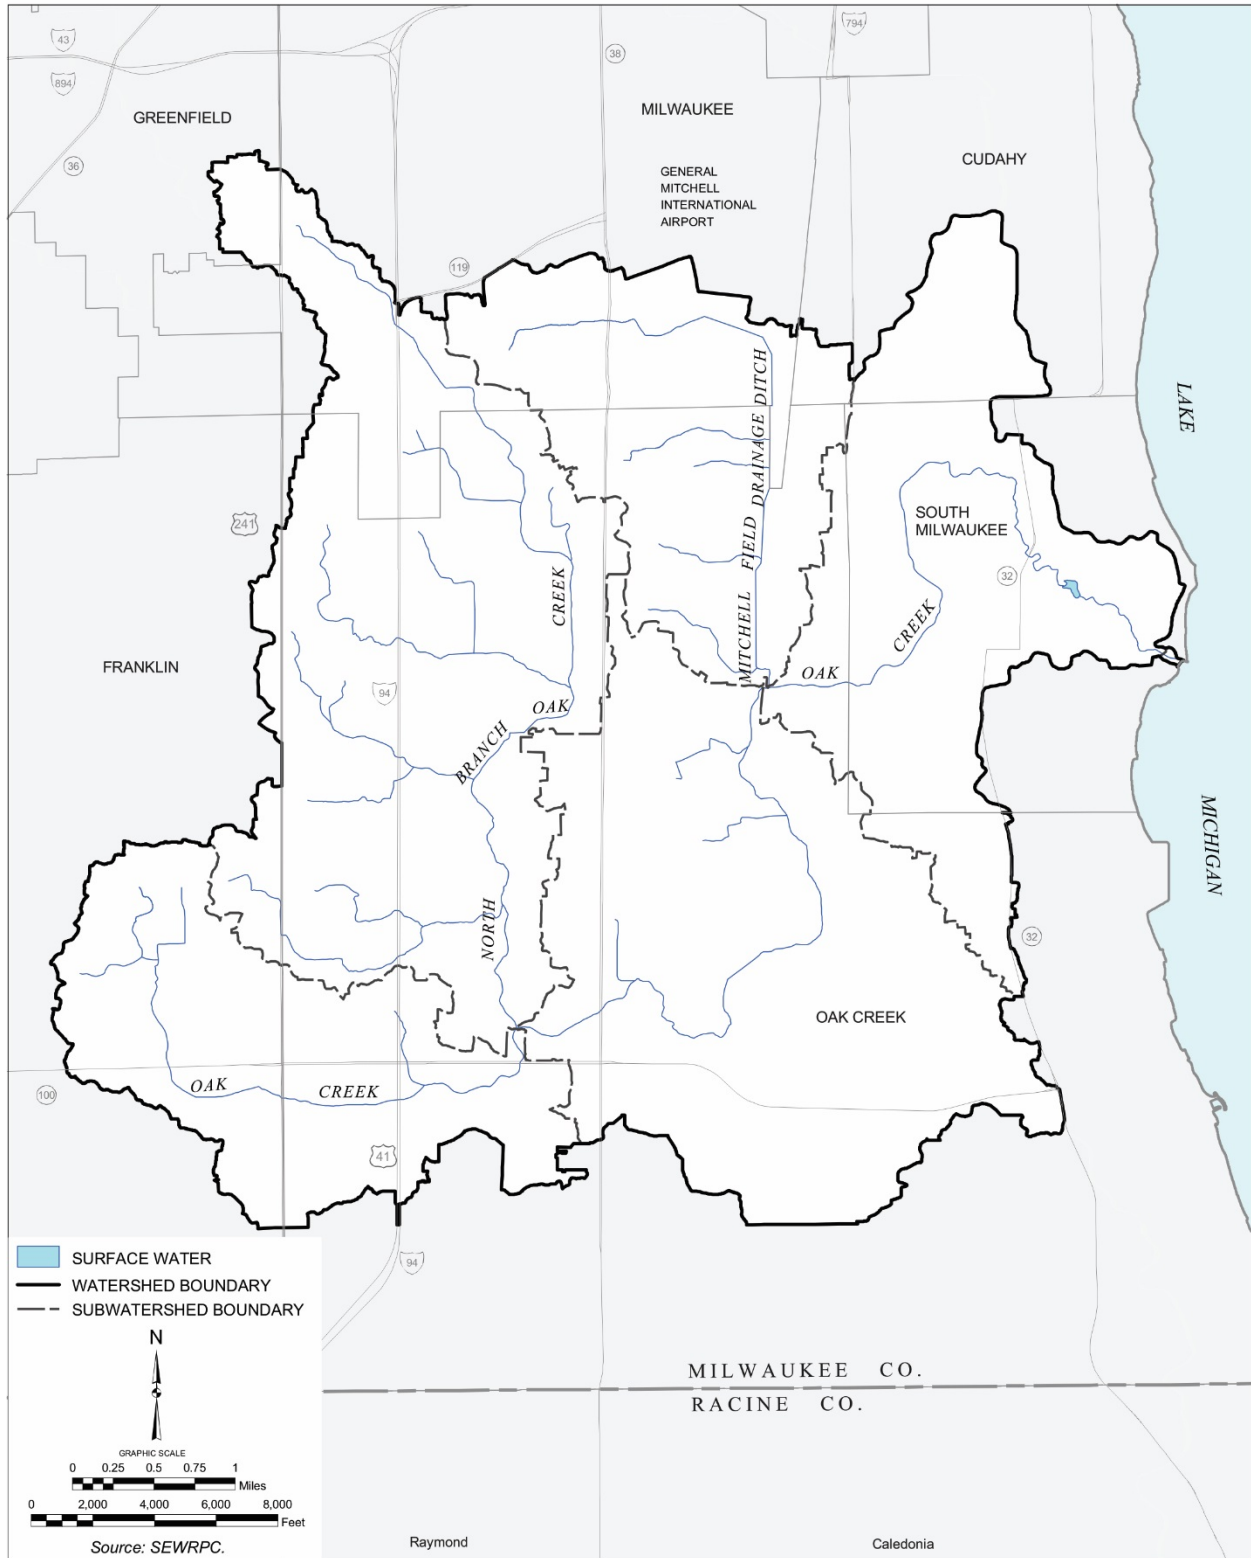 43
894
GREENFIELD
36
38
MILWAUKEE
794
CUDAHY
GENERAL
MITCHELL
INTERNATIONAL
AIRPORT
119
LAKE
MICHIGAN
241
FRANKLIN
94
MITCHELL FIELD DRAINAGE DITCH
SOUTH
MILWAUKEE
32
OAK CREEK
NORTH BRANCH OAK CREEK
32
OAK CREEK
OAK CREEK
100
41
94
SURFACE WATER
WATERSHED BOUNDARY
SUBWATERSHED BOUNDARY
N
GRAPHIC SCALE
0 0.25 0.5 0.75 1
Miles
0 2,000 4,000 6,000 8,000
Feet
Source: SEWRPC.
MILWAUKEE CO.
RACINE CO.
Raymond
Caledonia